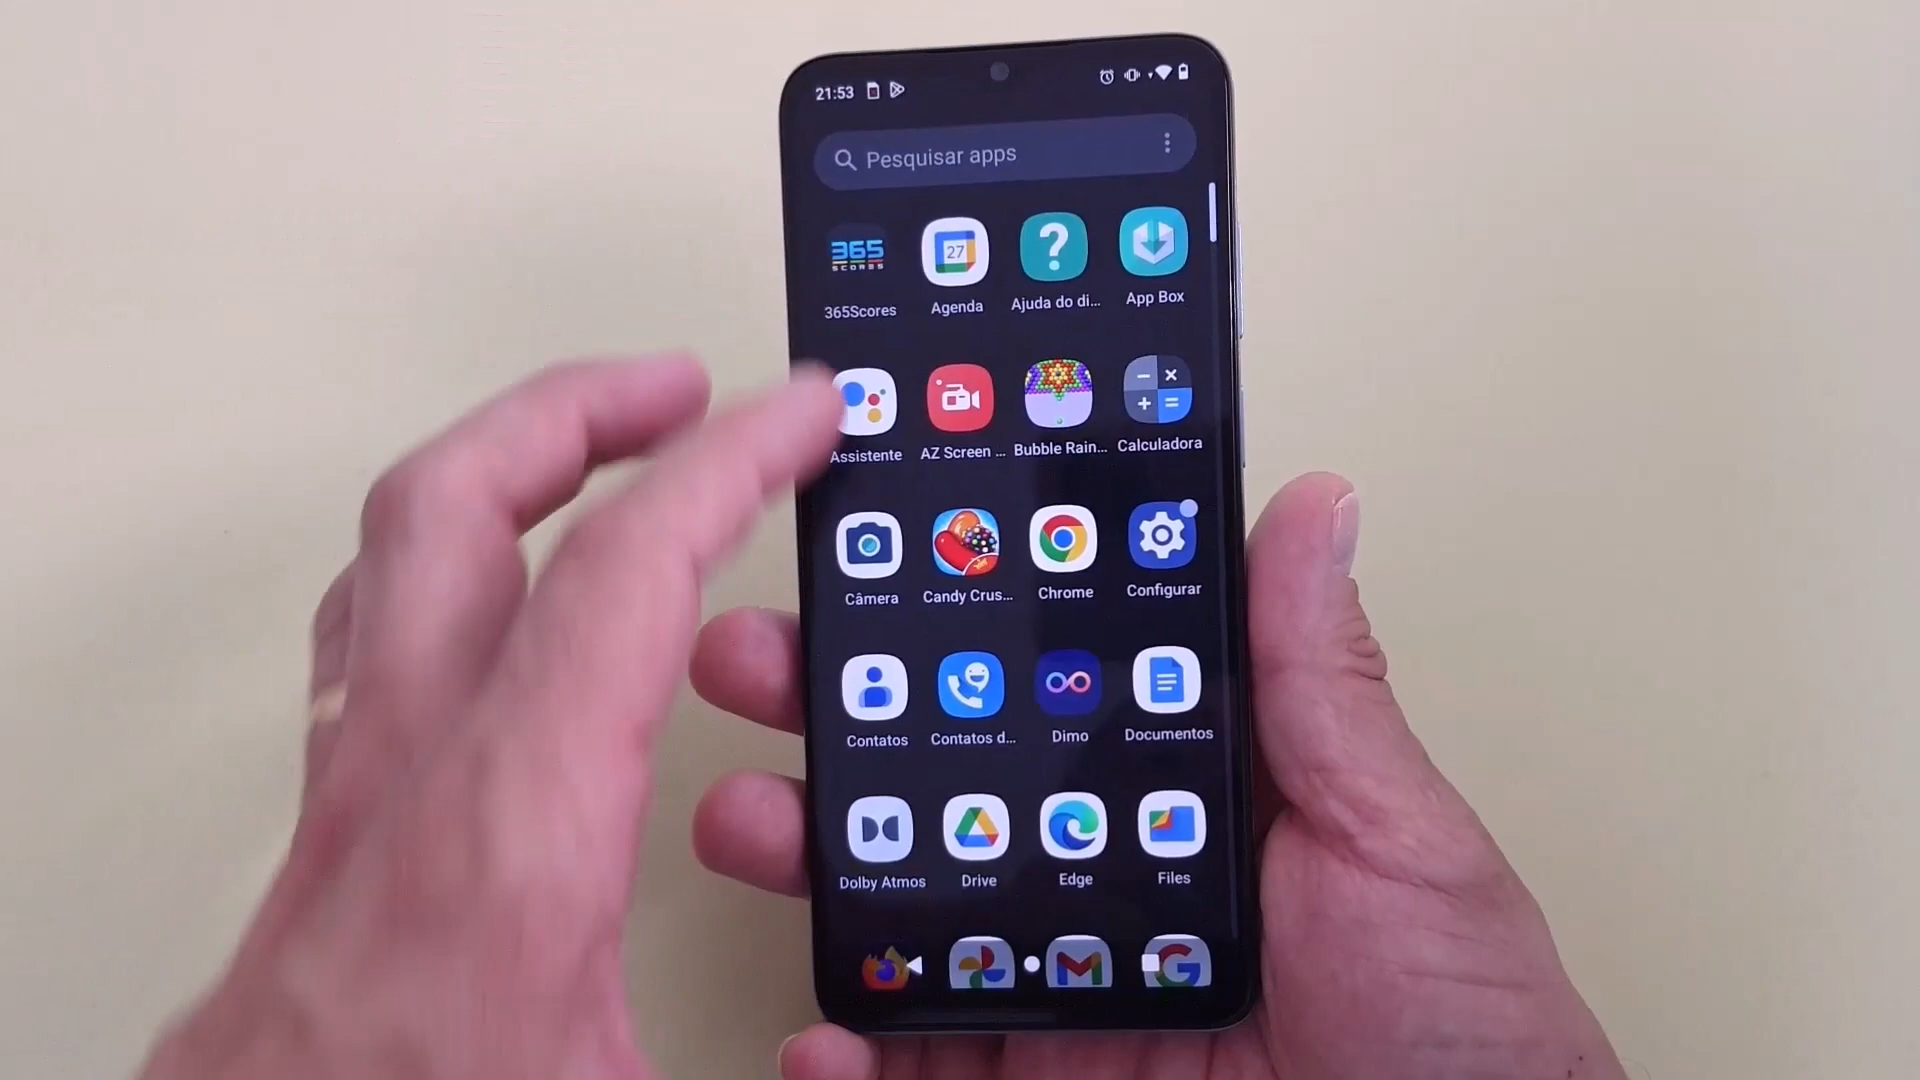 21:53
Pesquisar apps
365
SCORES
27
365Scores
Agenda
Ajuda do di...
App Box
Assistente
AZ Screen ...
Bubble Rain...
Calculadora
Câmera
Candy Crus...
Chrome
Configurar
Contatos
Contatos d...
Dimo
Documentos
Dolby Atmos
Drive
Edge
Files